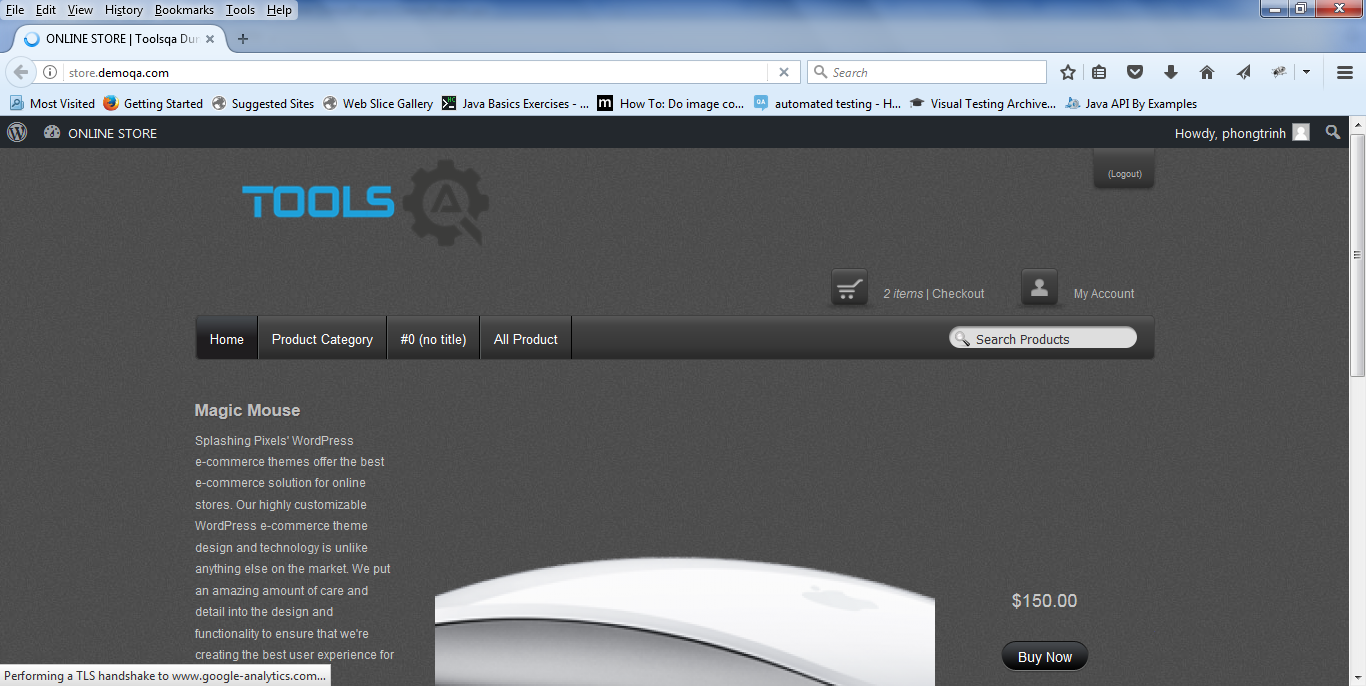 File Edit View History Bookmarks Tools Help
ONLINE STORE | Toolsqa Dur
store.demoqa.com
Search
Most Visited Getting Started Suggested Sites Web Slice Gallery Java Basics Exercises - ... How To: Do image co... automated testing - H... Visual Testing Archive... Java API By Examples
ONLINE STORE Howdy, phongtrinh
(Logout)
TOOLS QA
2 items | Checkout My Account
Home Product Category #0 (no title) All Product Search Products
Magic Mouse
Splashing Pixels' WordPress
e-commerce themes offer the best
e-commerce solution for online
stores. Our highly customizable
WordPress e-commerce theme
design and technology is unlike
anything else on the market. We put
an amazing amount of care and
detail into the design and
functionality to ensure that we're
creating the best user experience for
$150.00
Buy Now
Performing a TLS handshake to www.google-analytics.com...